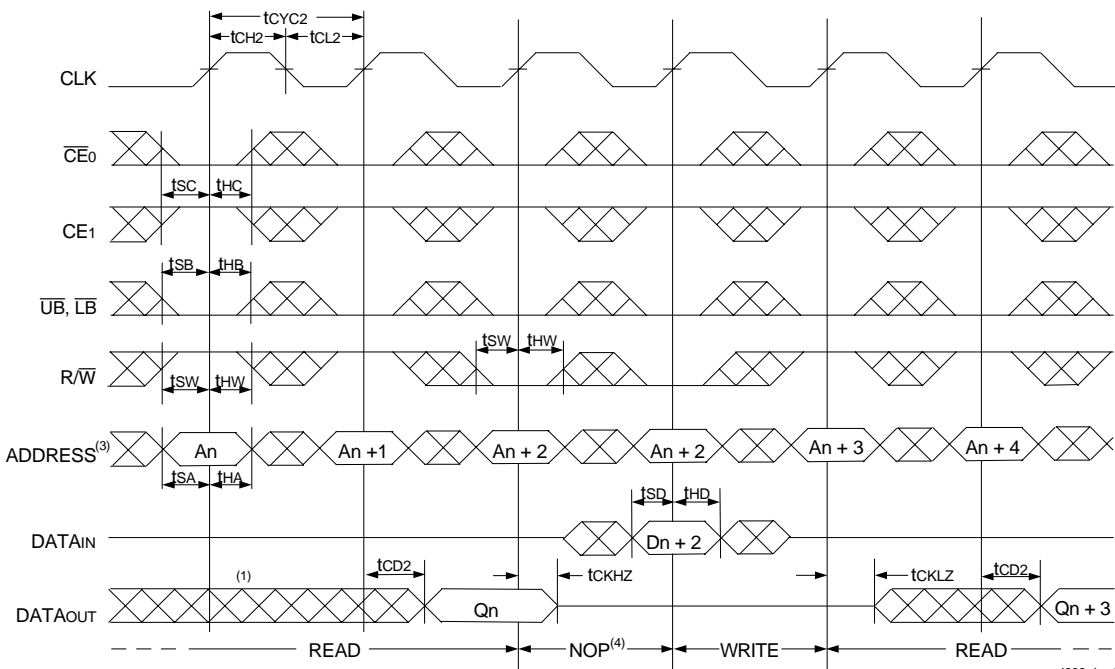 tCYC2
tCH2 tCL2
CLK
CE0
tSC tHC
CE1
tSB tHB
UB, LB
tSW tHW
R/W
tSW tHW
ADDRESS(3) An An +1 An + 2 An + 2 An + 3 An + 4
tSA tHA
tSD tHD
DATAIN Dn + 2
(1) tCD2 tCKHZ tCKLZ tCD2
DATAOUT Qn Qn + 3
READ NOP(4) WRITE READ